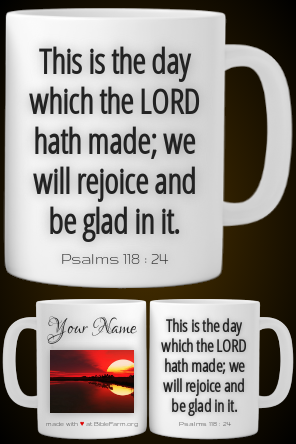 This is the day
which the LORD
hath made; we
will rejoice and
be glad in it.
Psalms 118 : 24
Your Name
made with ♥ at BibleFarm.org
This is the day
which the LORD
hath made; we
will rejoice and
be glad in it.
Psalms 118 : 24